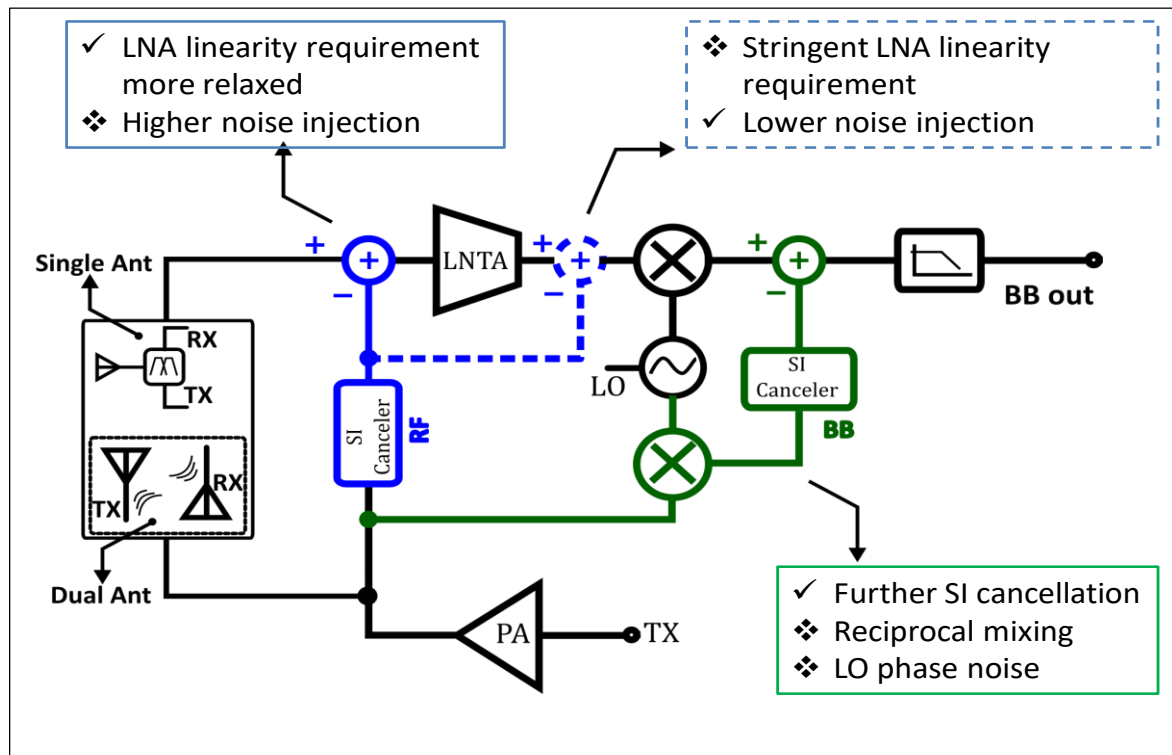 ✓ LNA linearity requirement
more relaxed
❖ Higher noise injection
❖ Stringent LNA linearity
requirement
✓ Lower noise injection
Single Ant
RX
TX
TX
RX
Dual Ant
+
+
−
LNTA
+
+
−
+
+
−
BB out
SI
Canceler
RF
LO
SI
Canceler
BB
PA
TX
✓ Further SI cancellation
❖ Reciprocal mixing
❖ LO phase noise